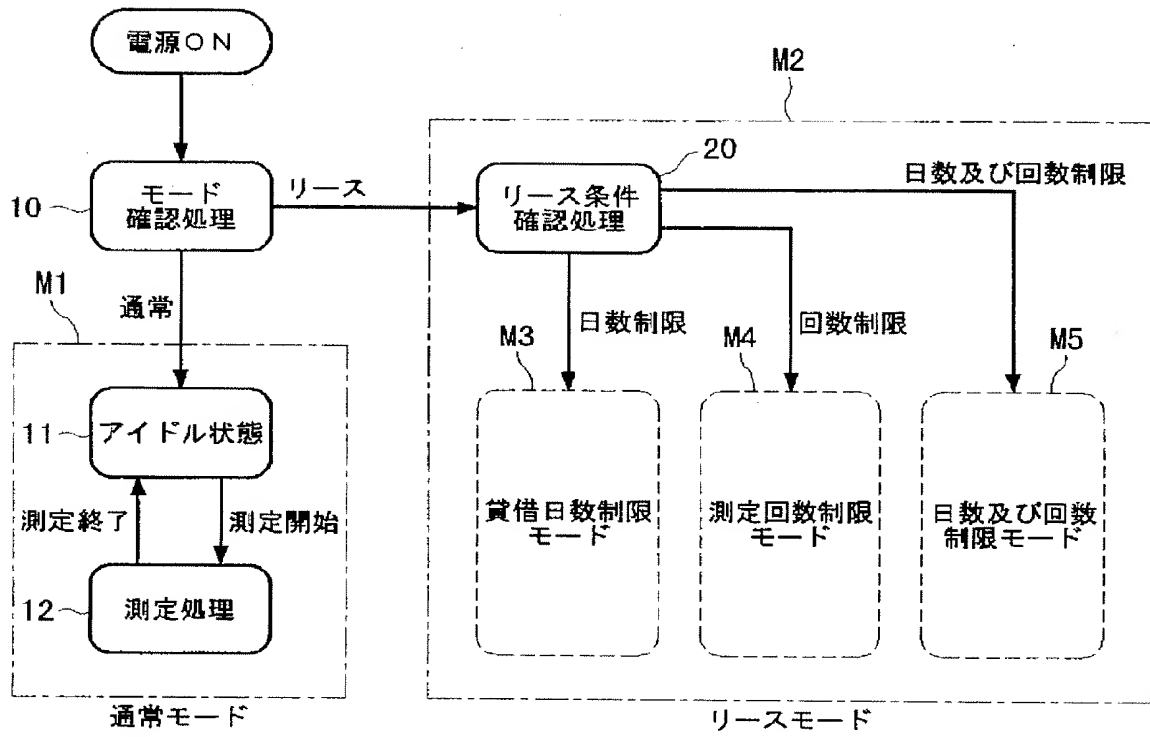 電源ON
M2
20
日数及び回数制限
モード
確認処理
10
リース
リース条件
確認処理
M1
通常
日数制限
回数制限
M3
M4
M5
11
アイドル状態
測定終了
測定開始
貸借日数制限
モード
測定回数制限
モード
日数及び回数
制限モード
12
測定処理
通常モード
リースモード